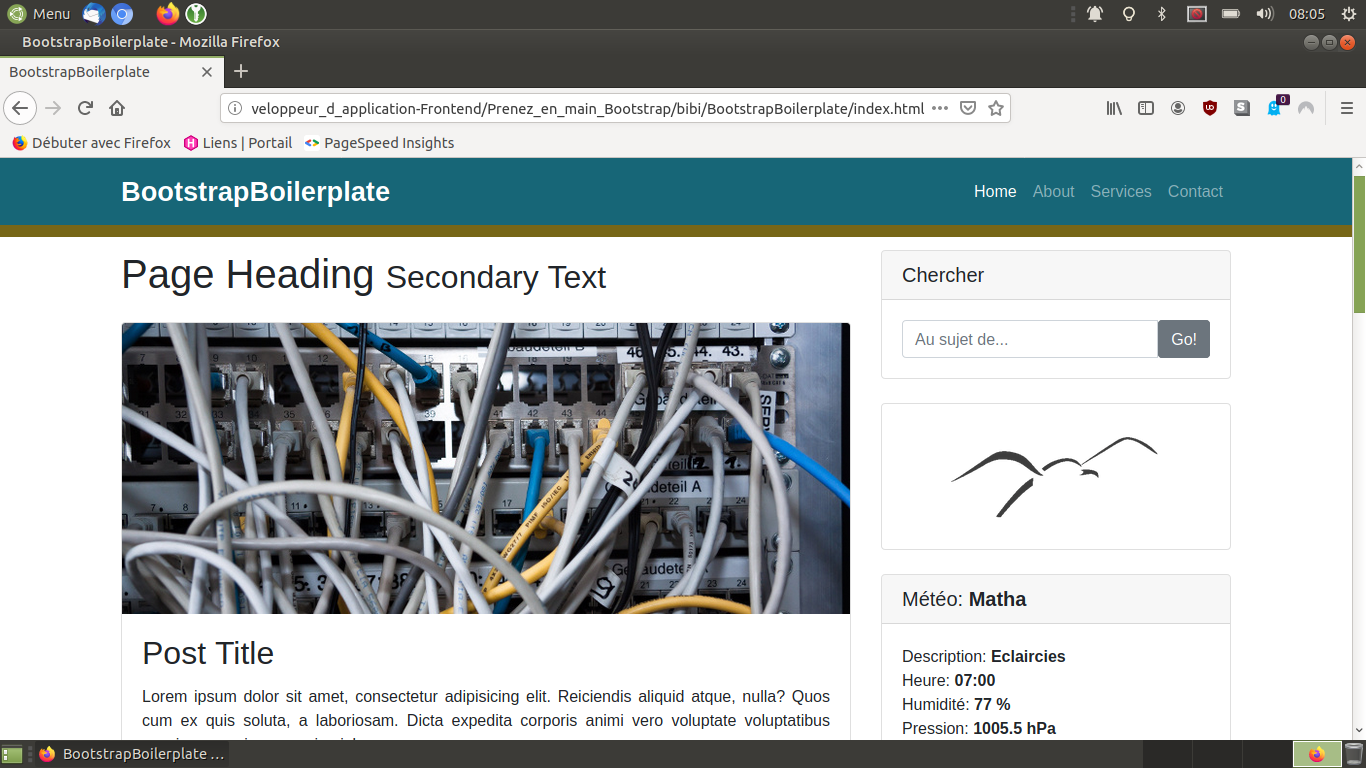 Menu
08:05
BootstrapBoilerplate - Mozilla Firefox
BootstrapBoilerplate
veloppeur_d_application-Frontend/Prenez_en_main_Bootstrap/bibi/BootstrapBoilerplate/index.html
0
Débuter avec Firefox
Liens | Portail
PageSpeed Insights
BootstrapBoilerplate
Home About Services Contact
Page Heading Secondary Text
Chercher
Au sujet de...
Go!
Météo: Matha
Description: Eclaircies
Heure: 07:00
Humidité: 77 %
Pression: 1005.5 hPa
Post Title
Lorem ipsum dolor sit amet, consectetur adipisicing elit. Reiciendis aliquid atque, nulla? Quos
cum ex quis soluta, a laboriosam. Dicta expedita corporis animi vero voluptate voluptatibus
BootstrapBoilerplate ...